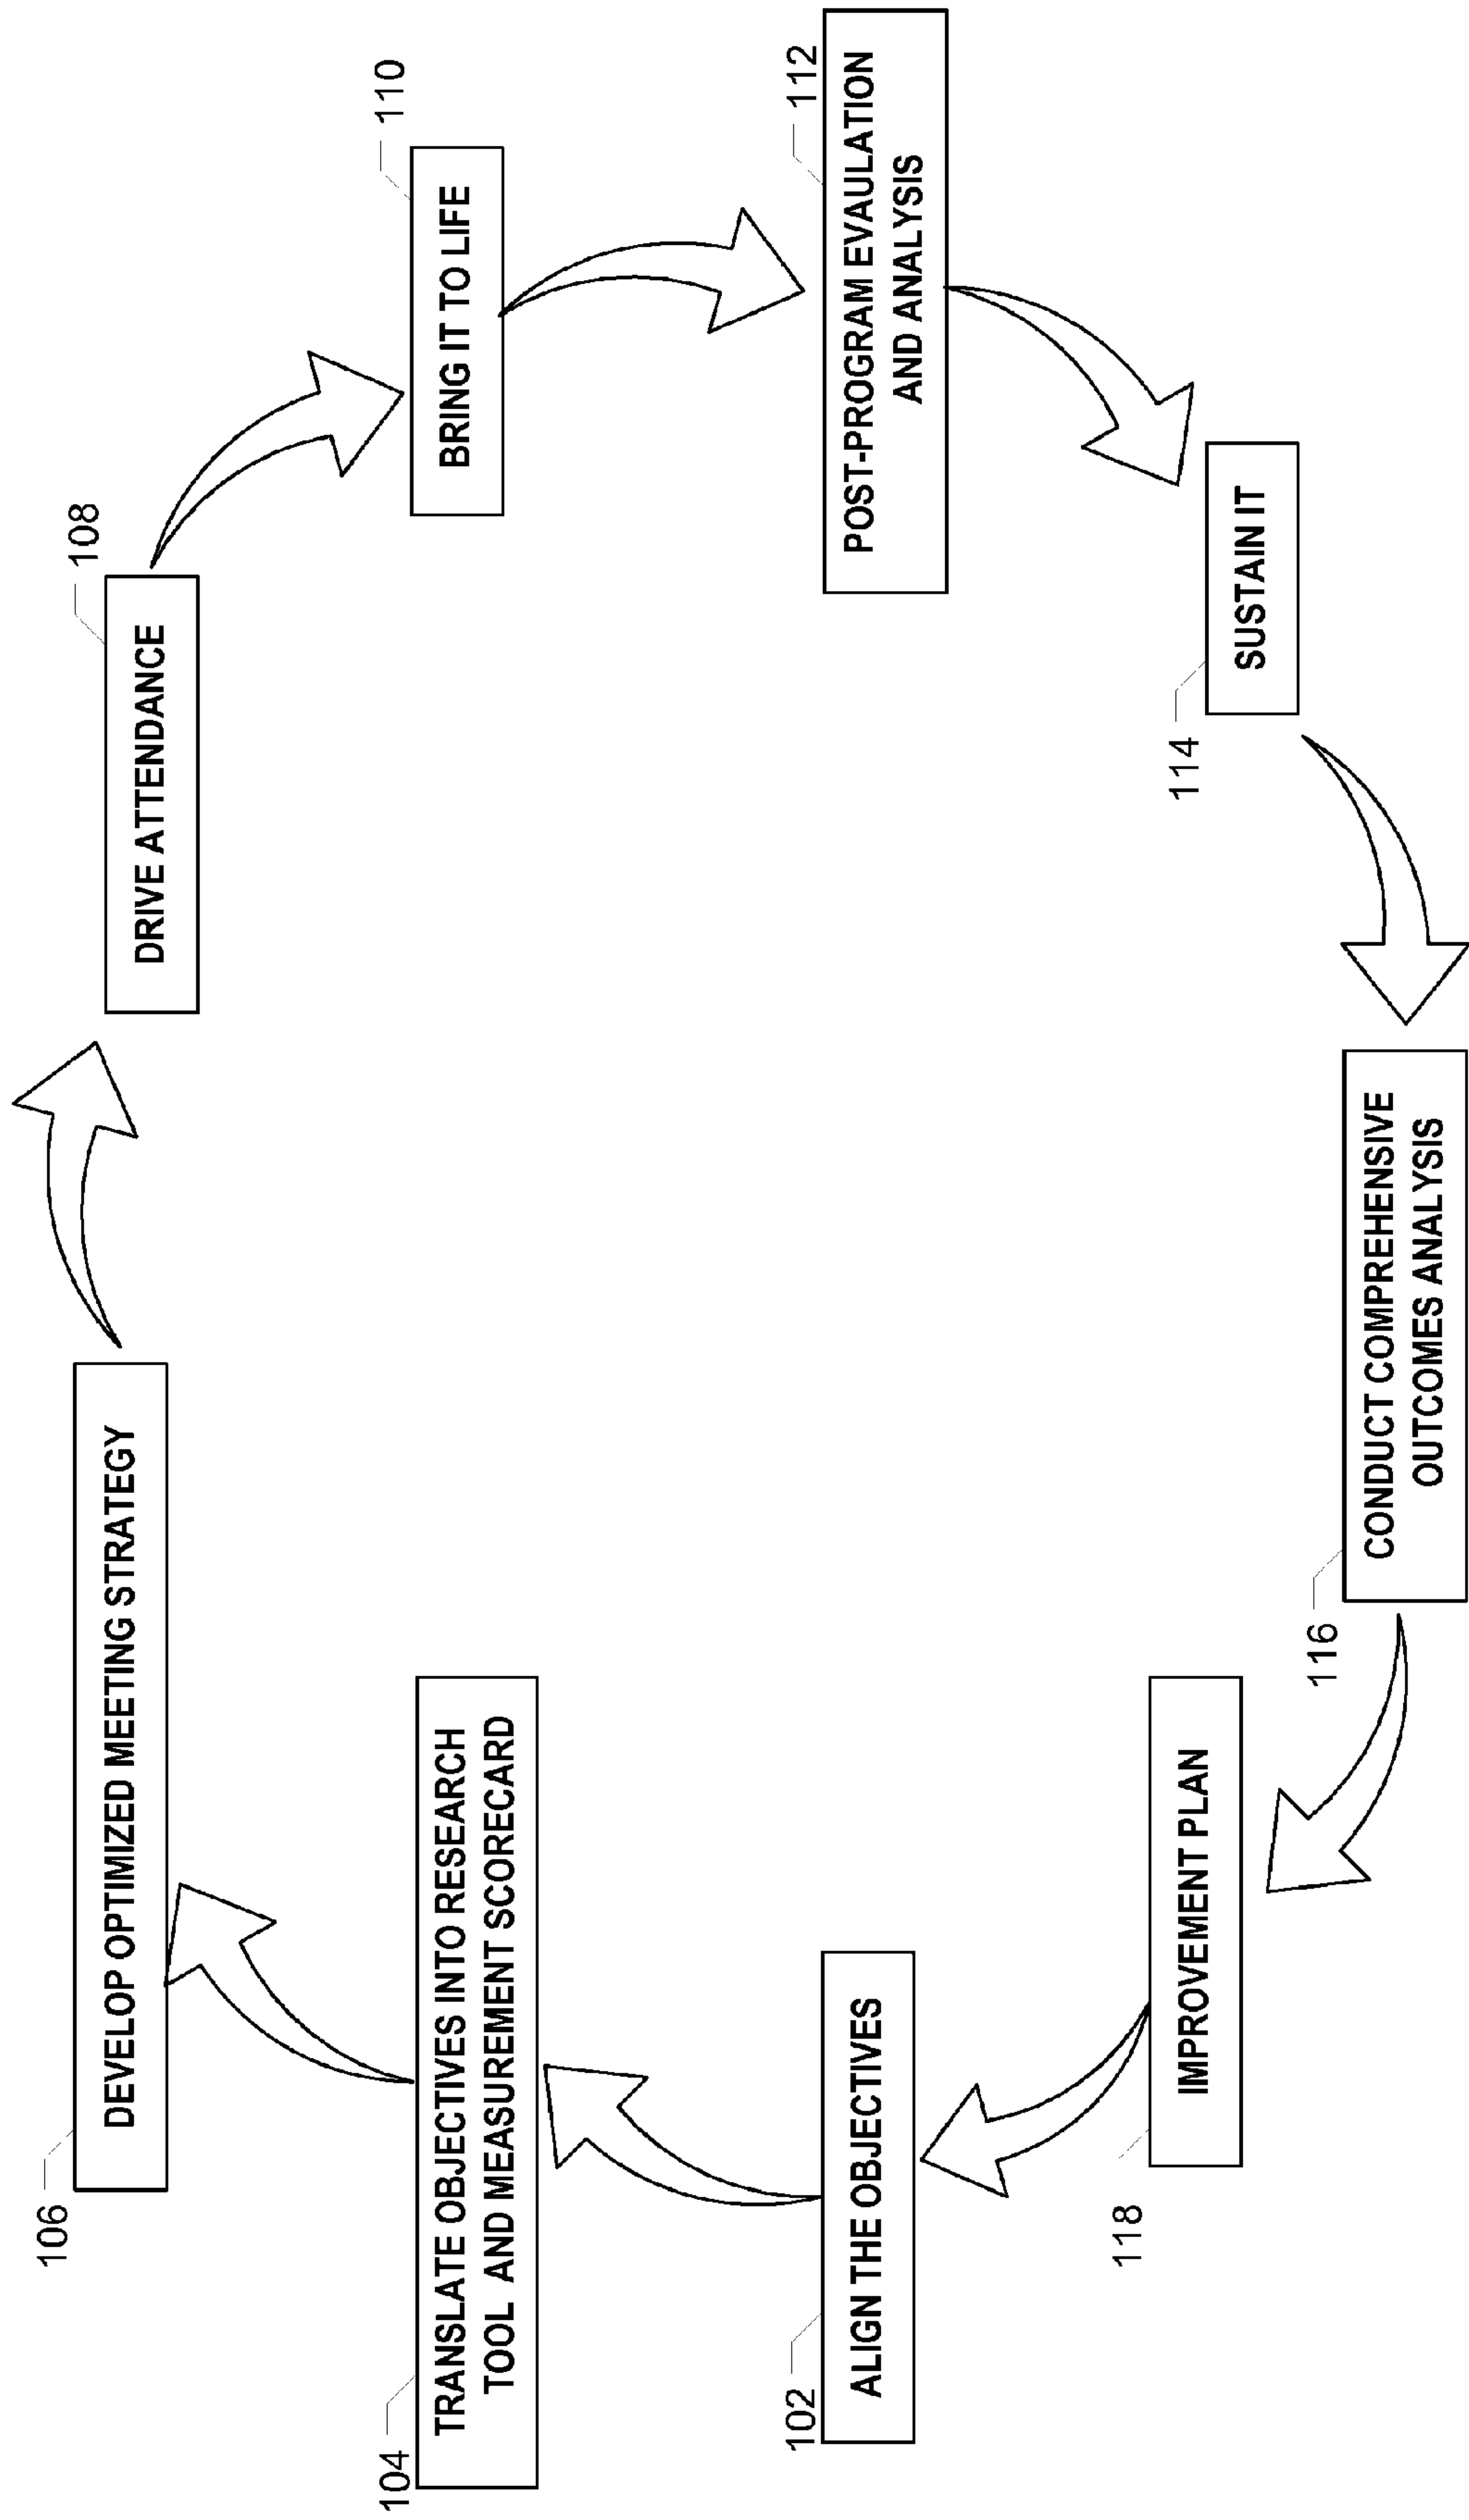 106
DEVELOP OPTIMIZED MEETING STRATEGY
108
DRIVE ATTENDANCE
104
TRANSLATE OBJECTIVES INTO RESEARCH
TOOL AND MEASUREMENT SCORECARD
110
BRING IT TO LIFE
102
ALIGN THE OBJECTIVES
112
POST-PROGRAM EVAULATION
AND ANALYSIS
118
IMPROVEMENT PLAN
114
SUSTAIN IT
116
CONDUCT COMPREHENSIVE
OUTCOMES ANALYSIS